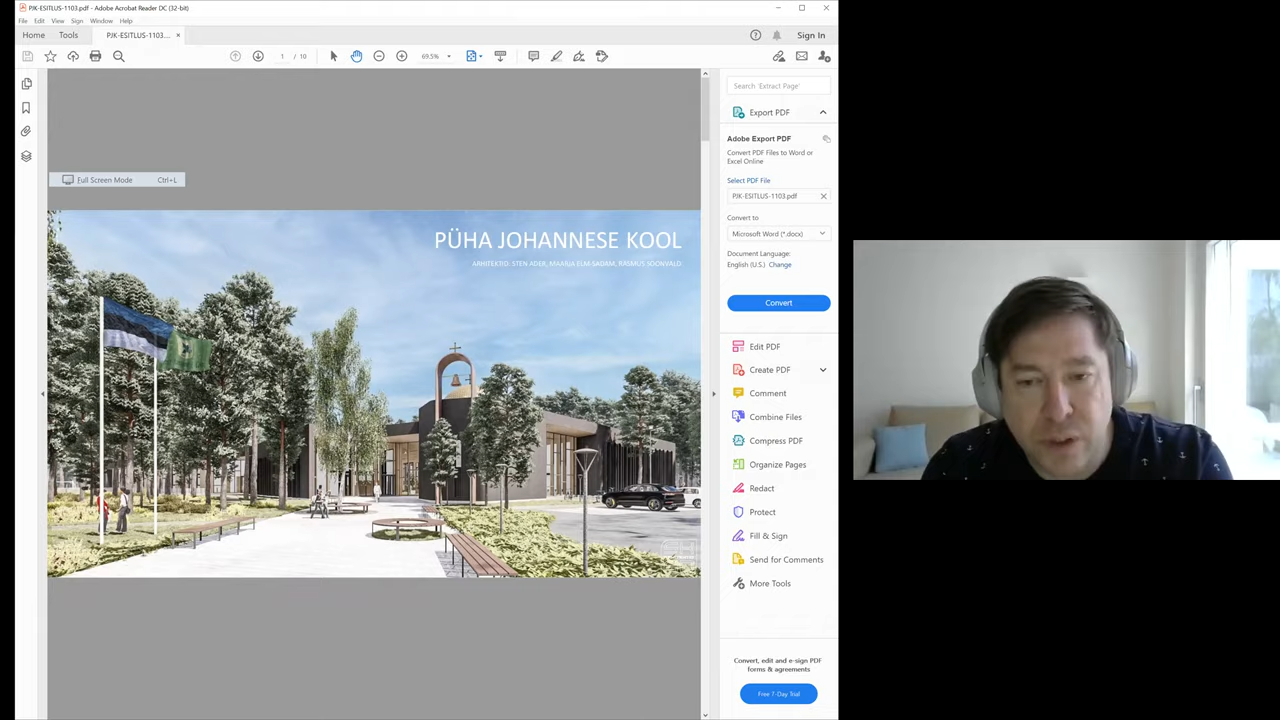 PJK-ESITLUS-1103.pdf - Adobe Acrobat Reader DC (32-bit)
File Edit View Sign Window Help
Home Tools PJK-ESITLUS-1103.... × Sign In
1 / 10 69.5%
Search 'Extract Page'
Export PDF
Adobe Export PDF
Convert PDF Files to Word or
Excel Online
Select PDF File
PJK-ESITLUS-1103.pdf
Convert to
Microsoft Word (*.docx)
Document Language:
English (U.S.) Change
Convert
Edit PDF
Create PDF
Comment
Combine Files
Compress PDF
Organize Pages
Redact
Protect
Fill & Sign
Send for Comments
More Tools
Convert, edit and e-sign PDF
forms & agreements
Free 7-Day Trial
Full Screen Mode Ctrl+L
PÜHA JOHANNESE KOOL
ARHITEKTID: STEN ADER, MAARJA ELM-SADAM, RASMUS SOONVALD